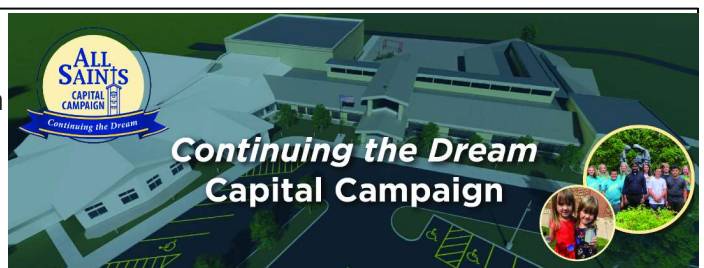 ALL
SAINTS
CAPITAL
CAMPAIGN
Continuing the Dream
Continuing the Dream
Capital Campaign